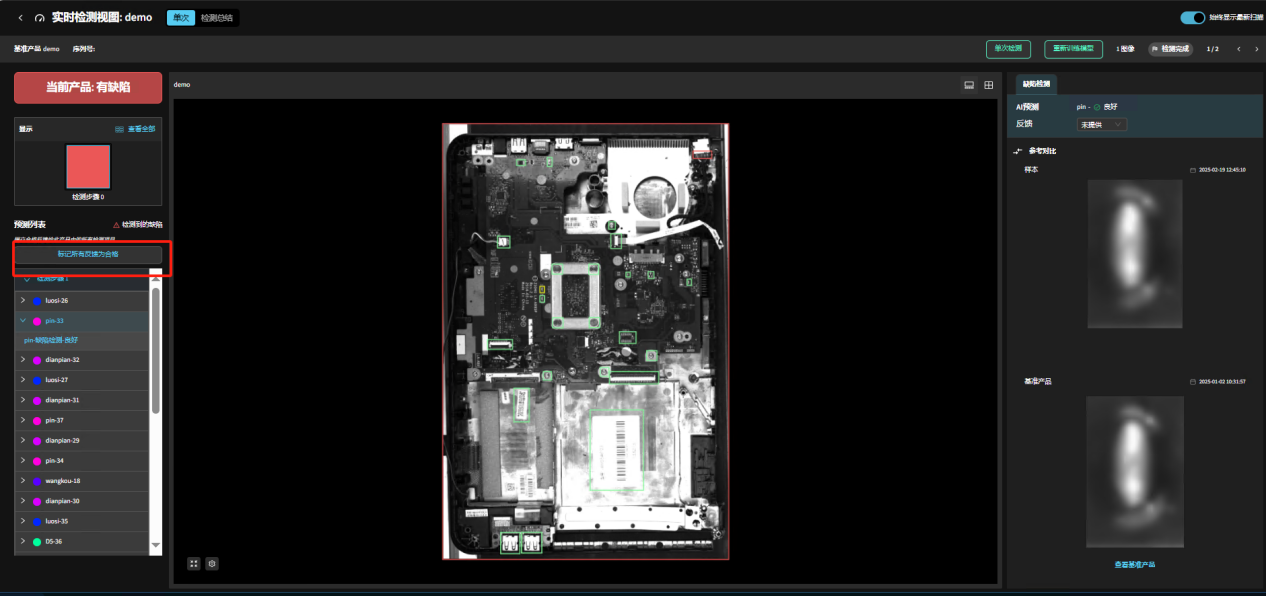 实时检测视图: demo
单次
检测总结
始终显示最新扫描
基准产品 demo
序列号:
单次检测
重新训练模型
1 图像
检测完成
1 / 2
当前产品: 有缺陷
demo
显示
查看全部
检测步骤 0
预测列表
检测到的缺陷
标记所有反馈为合格
检测步骤 1
luosi-26
pin-33
pin-缺陷检测-良好
dianpian-32
luosi-27
dianpian-31
pin-37
dianpian-29
pin-34
wangkou-18
dianpian-30
luosi-35
D5-36
缺陷检测
AI预测
pin -
良好
反馈
未提供
参考对比
样本
2025-02-19 12:45:10
基准产品
2025-01-02 10:31:57
查看基准产品